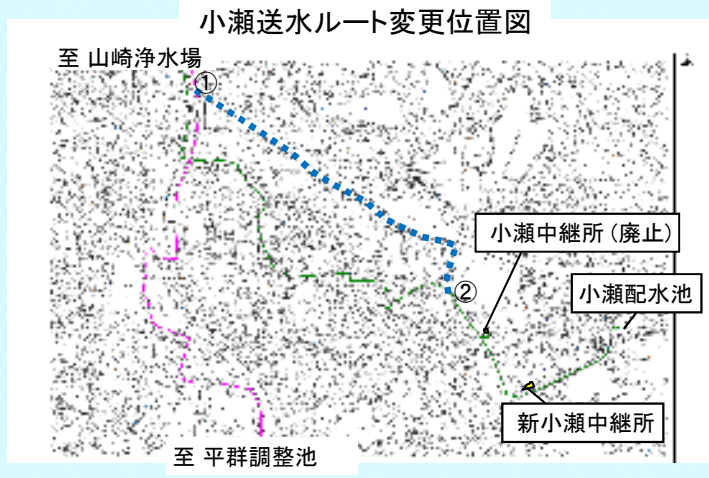 小瀬送水ルート変更位置図
至 山崎浄水場
①
小瀬中継所（廃止）
②
小瀬配水池
新小瀬中継所
至 平群調整池